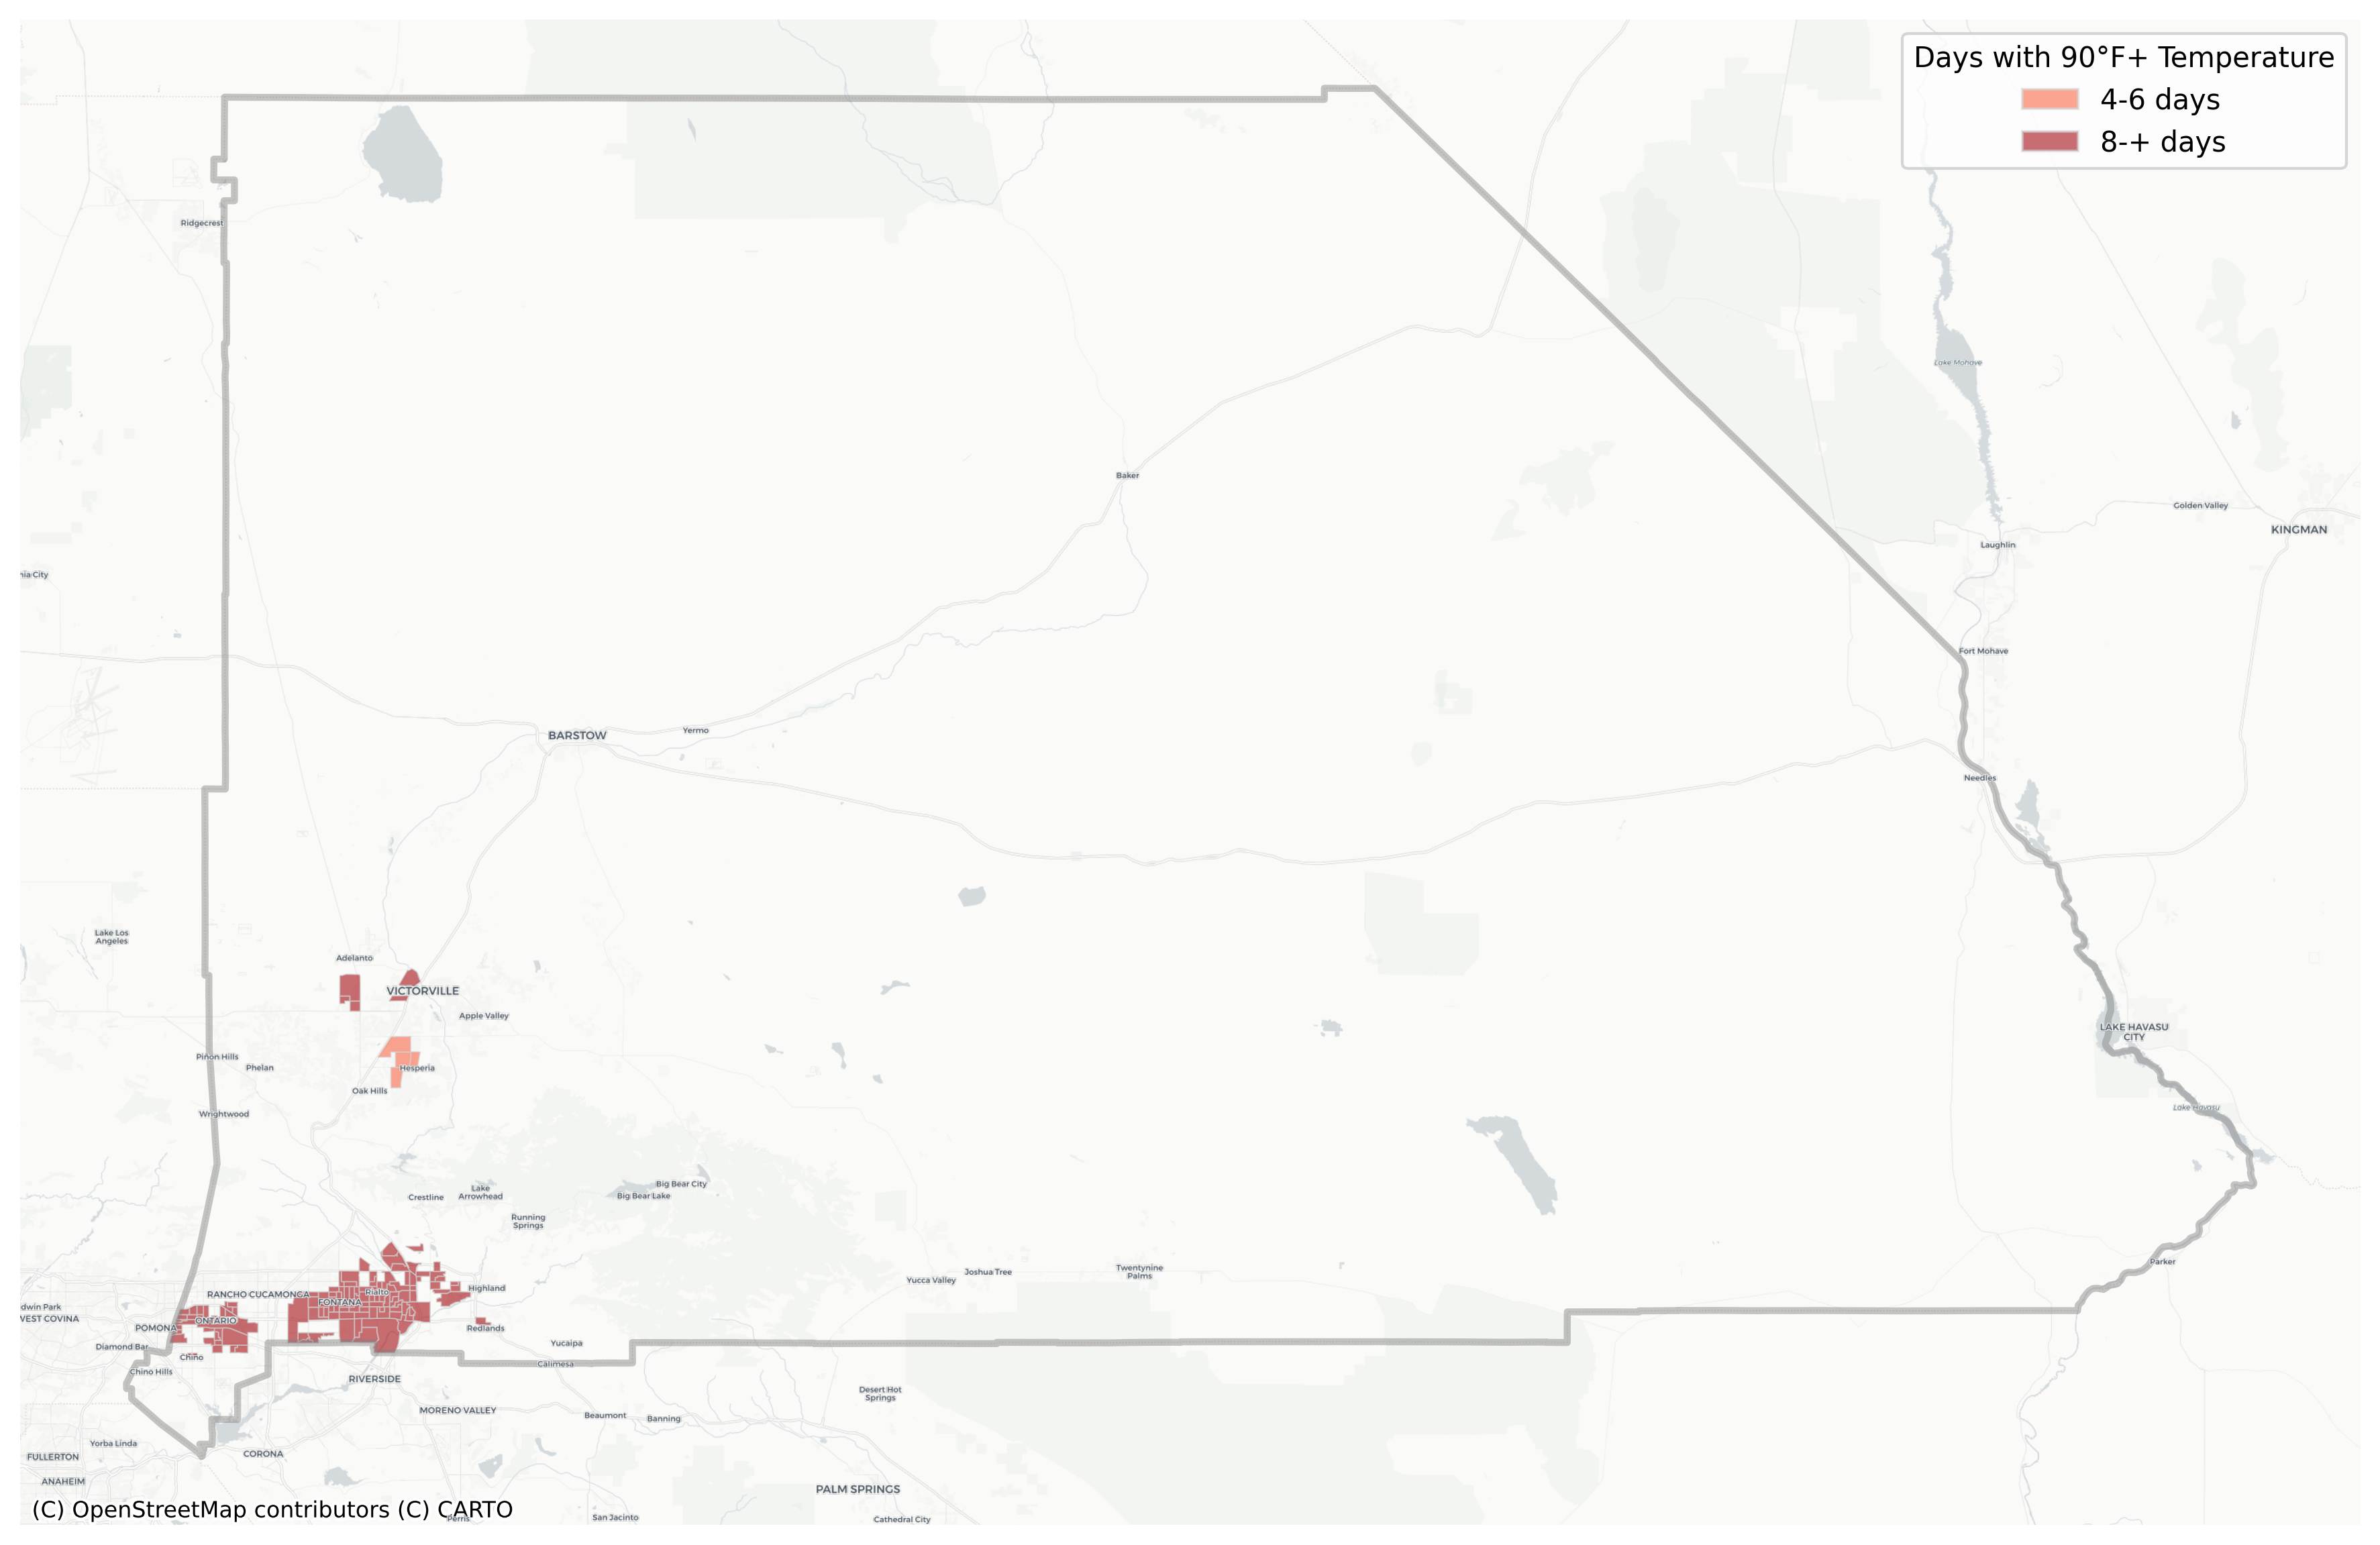 Days with 90°F+ Temperature
4-6 days
8-+ days
Ridgecrest
Lake Mohave
Baker
Golden Valley
KINGMAN
Laughlin
nia City
Fort Mohave
BARSTOW
Yermo
Needles
Lake Los
Angeles
Adelanto
VICTORVILLE
Apple Valley
LAKE HAVASU
CITY
Pinon Hills
Phelan
Hesperia
Oak Hills
Wrightwood
Lake Havasu
Crestline
Lake
Arrowhead
Big Bear City
Big Bear Lake
Running
Springs
Parker
Yucca Valley
Joshua Tree
Twentynine
Palms
Highland
RANCHO CUCAMONGA
Rialto
FONTANA
dwin Park
WEST COVINA
POMONA
ONTARIO
Redlands
Diamond Bar
Chino
Yucaipa
Calimesa
Chino Hills
RIVERSIDE
Desert Hot
Springs
MORENO VALLEY
Beaumont
Banning
Yorba Linda
FULLERTON
CORONA
ANAHEIM
PALM SPRINGS
(C) OpenStreetMap contributors (C) CARTO
Perris
San Jacinto
Cathedral City